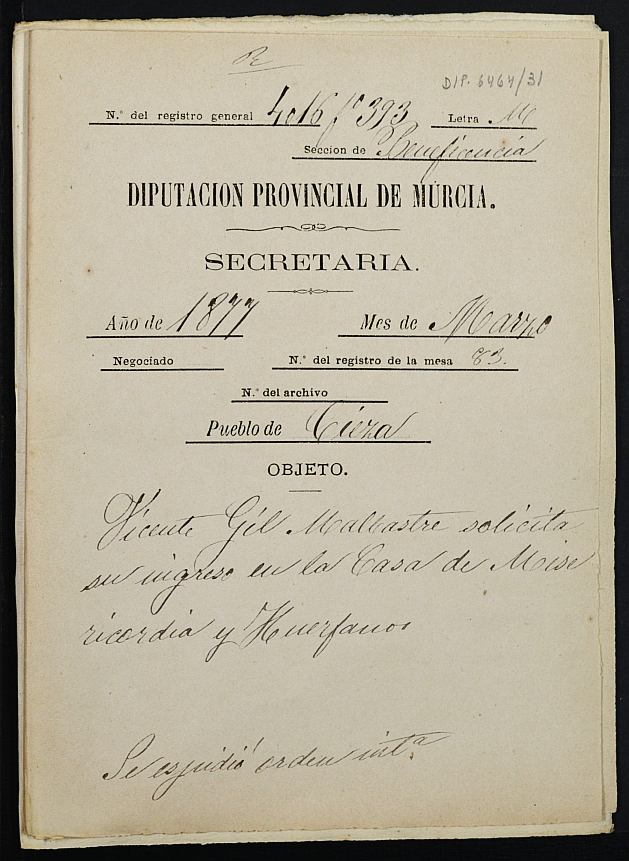 DIP. 6464/31
N.º del registro general 4016 fº 393 Letra M
Seccion de Beneficencia
DIPUTACION PROVINCIAL DE MURCIA.
SECRETARIA.
Año de 1877 Mes de Marzo
Negociado N.º del registro de la mesa 83.
N.º del archivo
Pueblo de Cieza
OBJETO.
Vicente Gil Malbastre solicita
su ingreso en la Casa de Mise
ricordia y Huerfanos
Se espidió orden